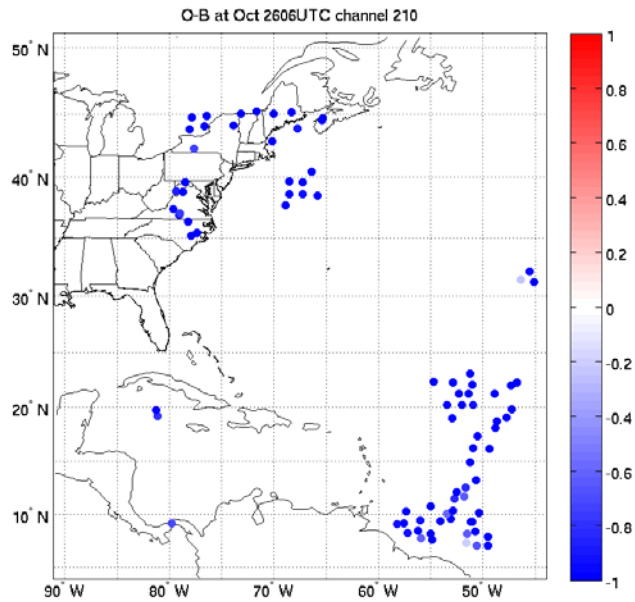 O-B at Oct 2606UTC channel 210
50° N
40° N
30° N
20° N
10° N
90° W
80° W
70° W
60° W
50° W
1
0.8
0.6
0.4
0.2
0
-0.2
-0.4
-0.6
-0.8
-1